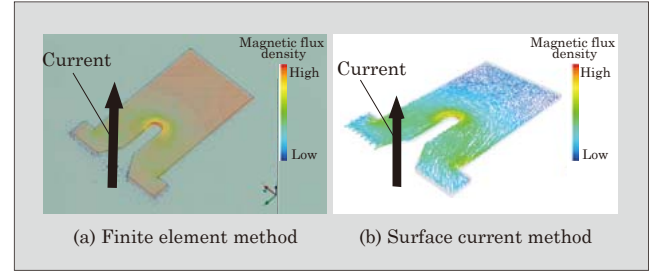 Magnetic flux
density
Current
High
Low
(a) Finite element method
Magnetic flux
density
Current
High
Low
(b) Surface current method